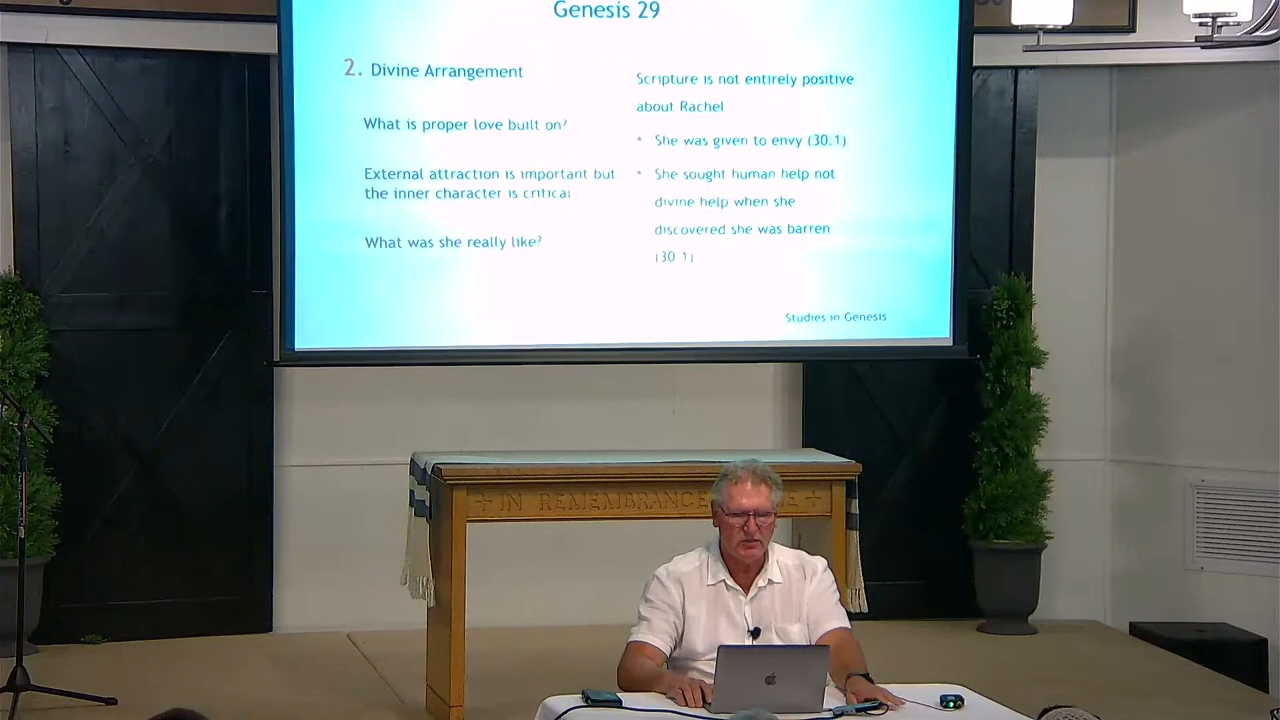 Genesis 29
2. Divine Arrangement
What is proper love built on?
External attraction is important but
the inner character is critical
What was she really like?
Scripture is not entirely positive
about Rachel
• She was given to envy (30.1)
• She sought human help not
divine help when she
discovered she was barren
(30 1)
Studies in Genesis
IN REMEMBRANCE